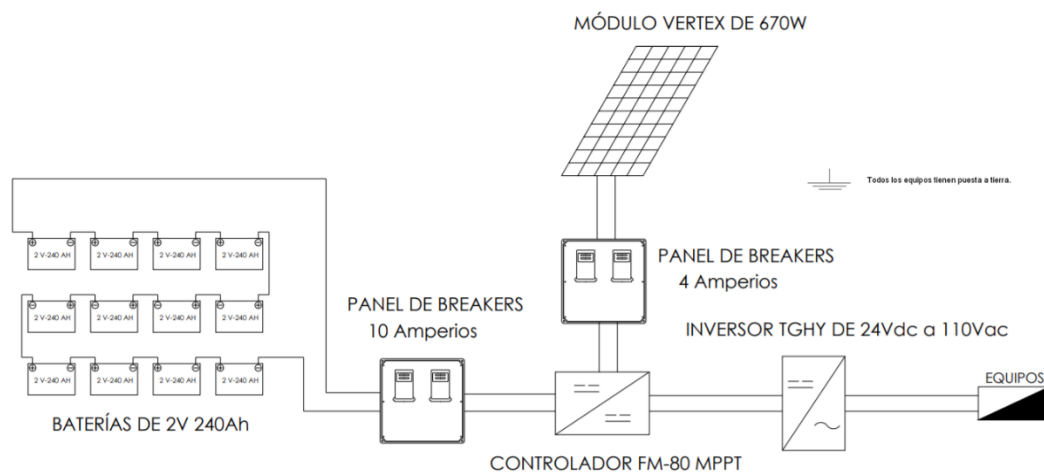 MÓDULO VERTEX DE 670W
Todos los equipos tienen puesta a tierra.
PANEL DE BREAKERS
4 Amperios
2 V-240 AH 2 V-240 AH 2 V-240 AH 2 V-240 AH
2 V-240 AH 2 V-240 AH 2 V-240 AH 2 V-240 AH
2 V-240 AH 2 V-240 AH 2 V-240 AH 2 V-240 AH
PANEL DE BREAKERS
10 Amperios
INVERSOR TGHY DE 24Vdc a 110Vac
EQUIPOS
BATERÍAS DE 2V 240Ah
CONTROLADOR FM-80 MPPT